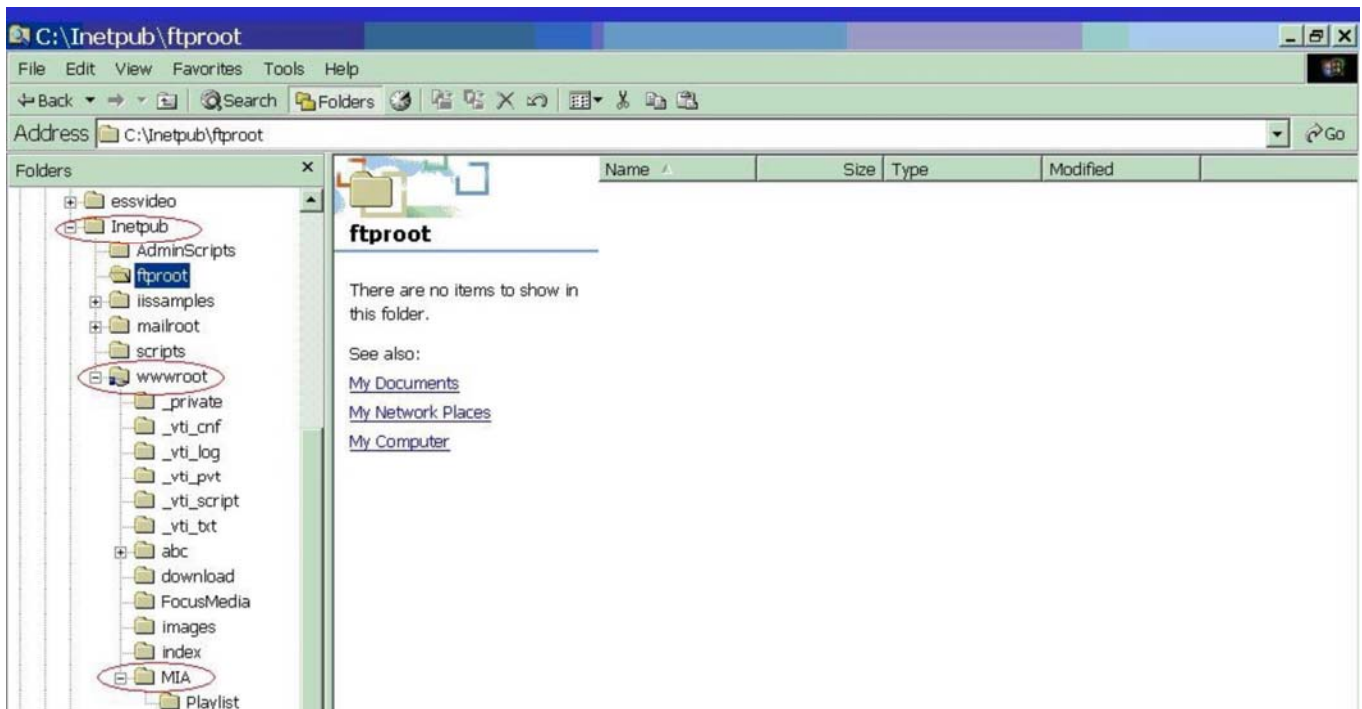 C:\Inetpub\ftproot
File Edit View Favorites Tools Help
Back Search Folders
Address C:\Inetpub\ftproot Go
Folders
Name Size Type Modified
essvideo
Inetpub
AdminScripts
ftproot
iissamples
mailroot
scripts
wwwroot
_private
_vti_cnf
_vti_log
_vti_pvt
_vti_script
_vti_txt
abc
download
FocusMedia
images
index
MIA
Playlist
ftproot
There are no items to show in
this folder.
See also:
My Documents
My Network Places
My Computer